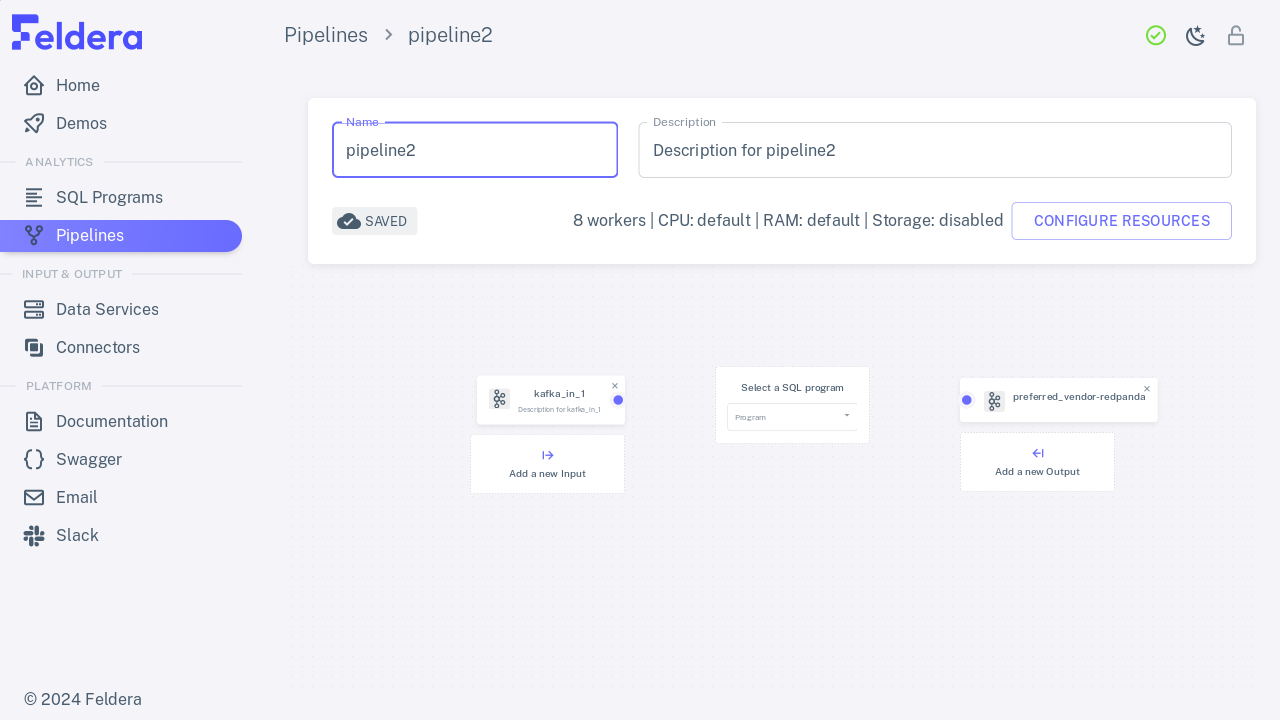 Feldera
Home
Demos
ANALYTICS
SQL Programs
Pipelines
INPUT & OUTPUT
Data Services
Connectors
PLATFORM
Documentation
Swagger
Email
Slack
© 2024 Feldera
Pipelines > pipeline2
Name
pipeline2
Description
Description for pipeline2
SAVED
8 workers | CPU: default | RAM: default | Storage: disabled
CONFIGURE RESOURCES
kafka_in_1
Description for kafka_in_1
Add a new Input
Select a SQL program
Program
preferred_vendor-redpanda
Add a new Output